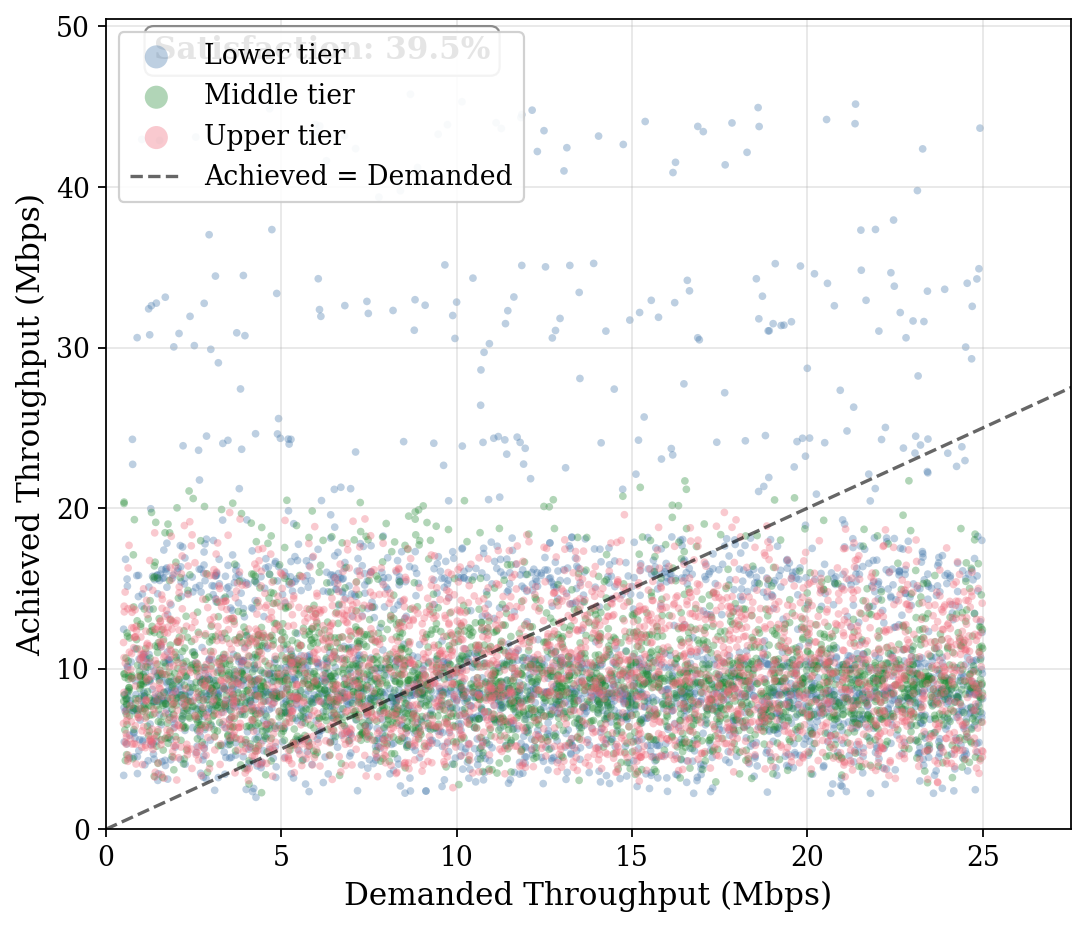 Satisfaction: 39.5%
Lower tier
Middle tier
Upper tier
Achieved = Demanded
Achieved Throughput (Mbps)
50
40
30
20
10
0
0 5 10 15 20 25
Demanded Throughput (Mbps)